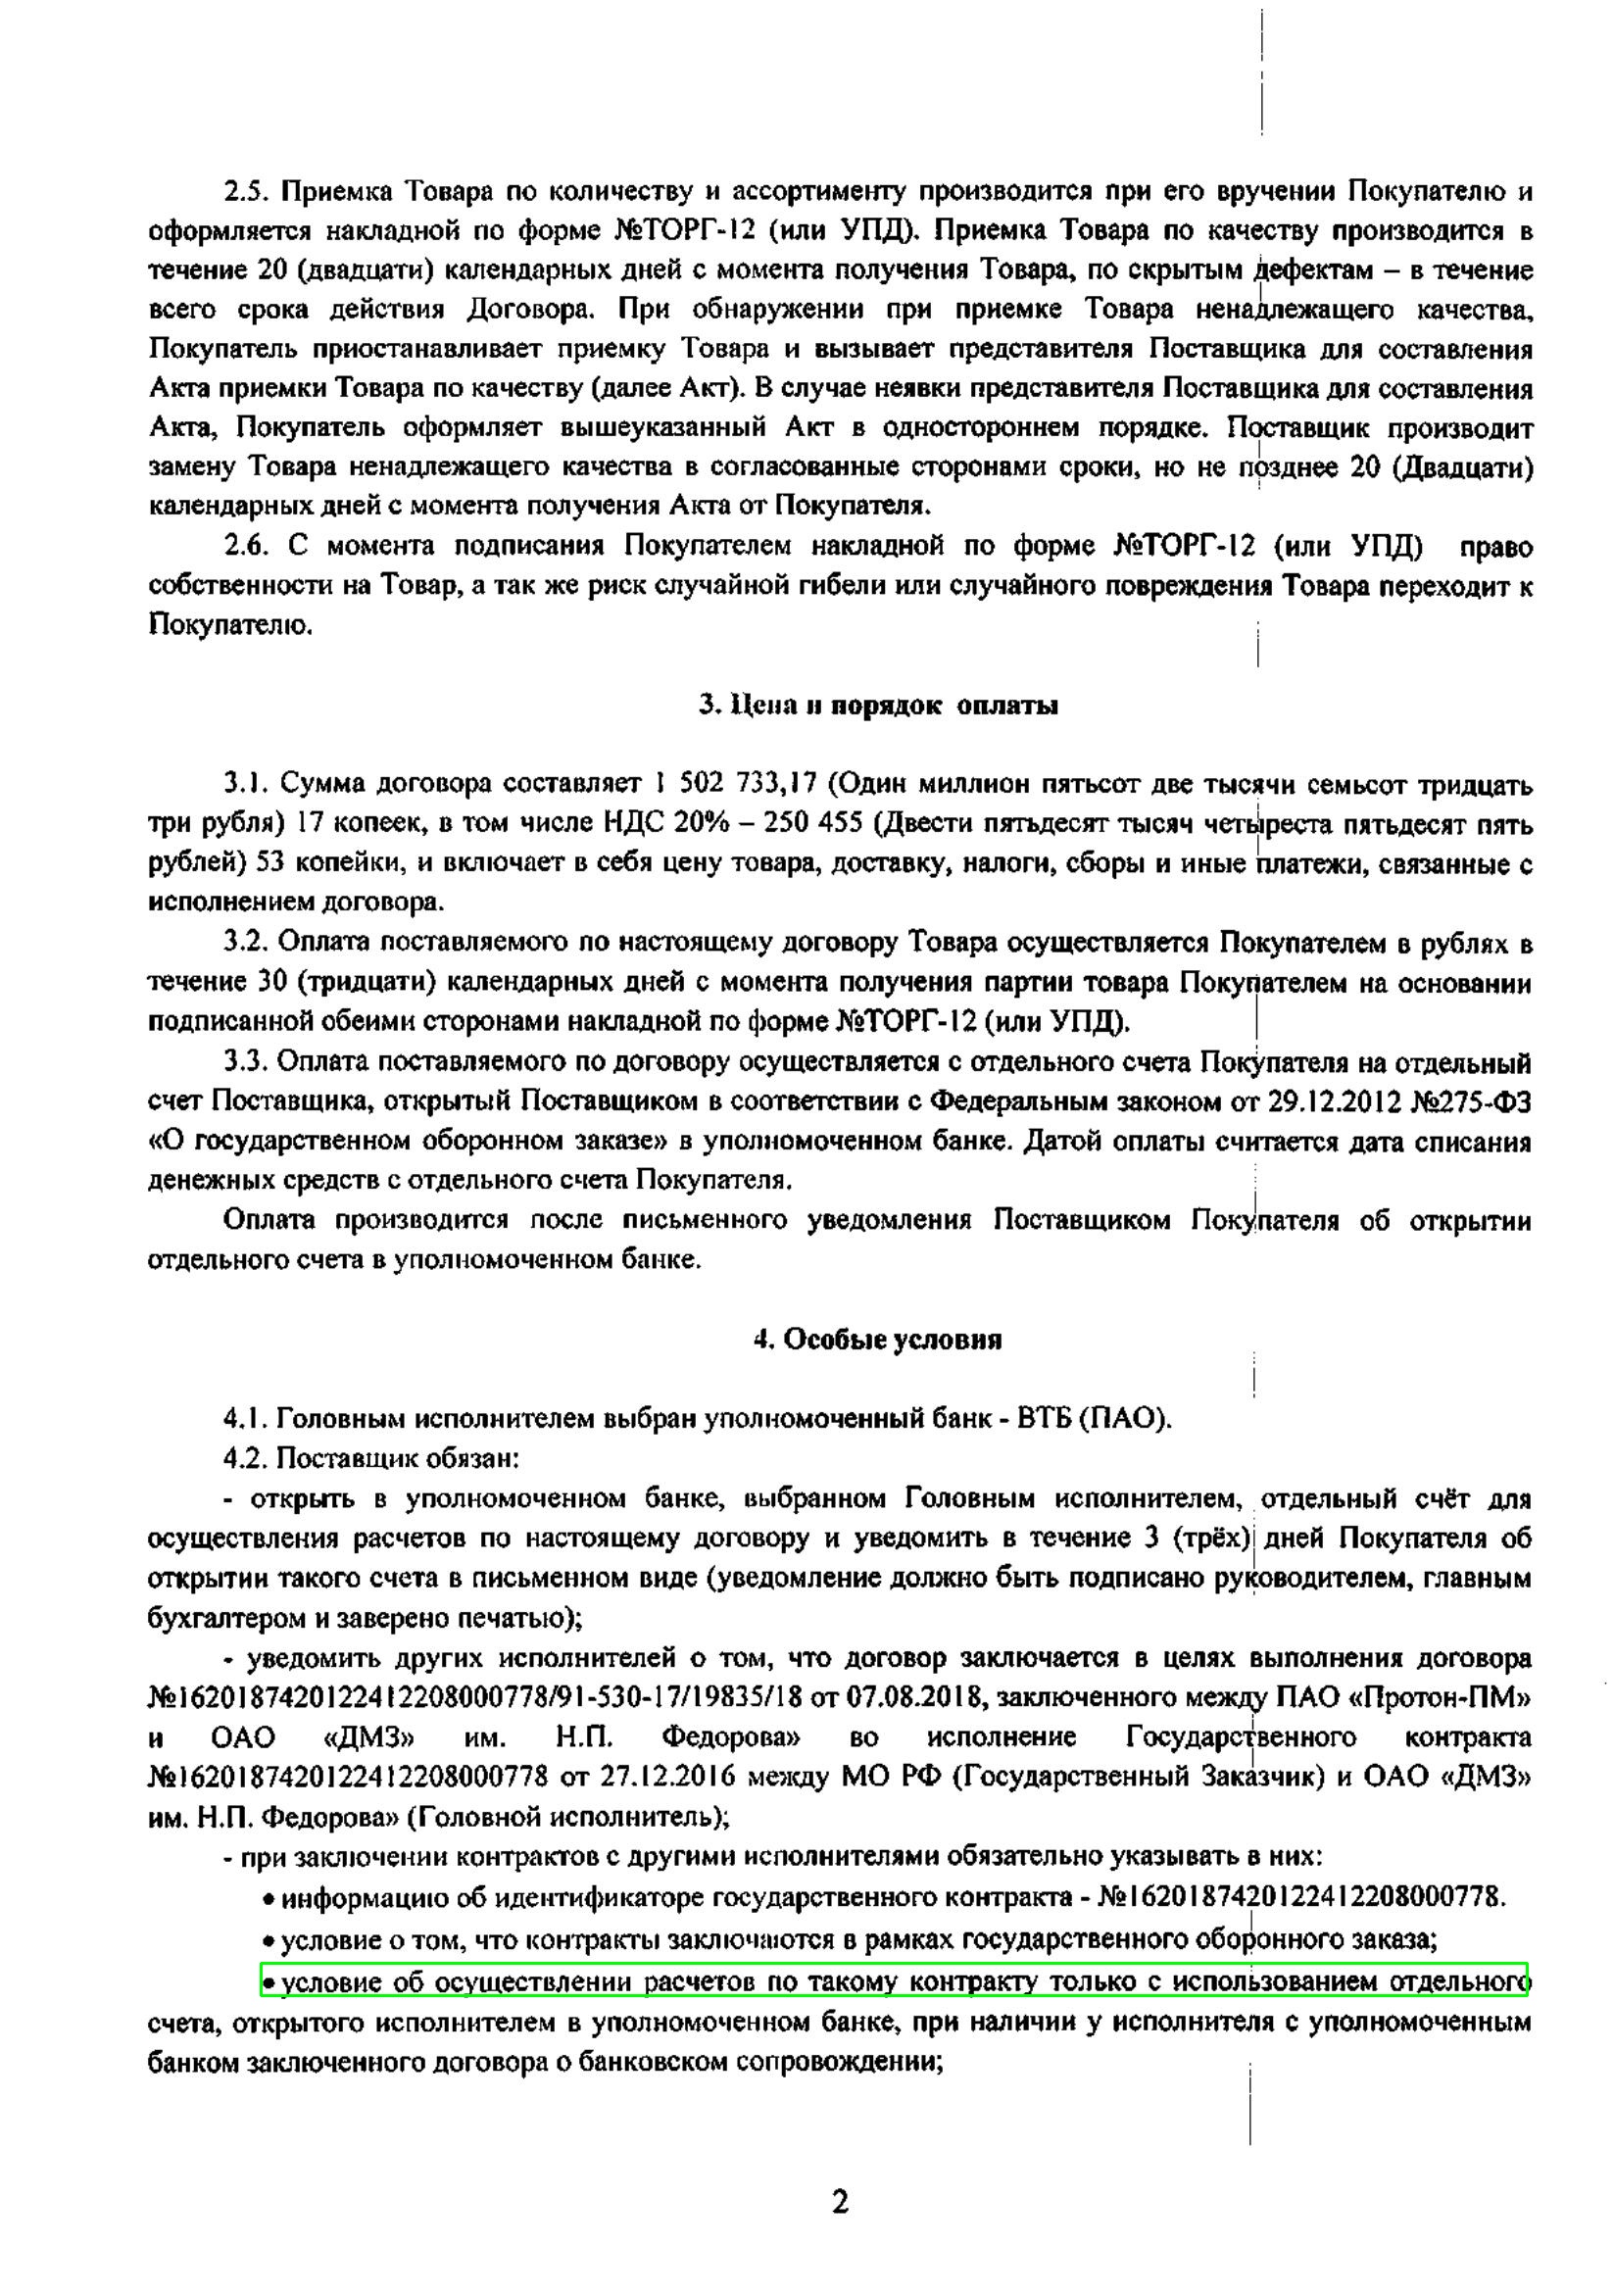 2.5. Приемка Товара по количеству и ассортименту производится при его вручении Покупателю и
оформляется накладной по форме №ТОРГ-12 (или УПД). Приемка Товара по качеству производится в
течение 20 (двадцати) календарных дней с момента получения Товара, по скрытым дефектам – в течение
всего срока действия Договора. При обнаружении при приемке Товара ненадлежащего качества,
Покупатель приостанавливает приемку Товара и вызывает представителя Поставщика для составления
Акта приемки Товара по качеству (далее Акт). В случае неявки представителя Поставщика для составления
Акта, Покупатель оформляет вышеуказанный Акт в одностороннем порядке. Поставщик производит
замену Товара ненадлежащего качества в согласованные сторонами сроки, но не позднее 20 (Двадцати)
календарных дней с момента получения Акта от Покупателя.
2.6. С момента подписания Покупателем накладной по форме №ТОРГ-12 (или УПД) право
собственности на Товар, а так же риск случайной гибели или случайного повреждения Товара переходит к
Покупателю.
3. Цена и порядок оплаты
3.1. Сумма договора составляет 1 502 733,17 (Один миллион пятьсот две тысячи семьсот тридцать
три рубля) 17 копеек, в том числе НДС 20% – 250 455 (Двести пятьдесят тысяч четыреста пятьдесят пять
рублей) 53 копейки, и включает в себя цену товара, доставку, налоги, сборы и иные платежи, связанные с
исполнением договора.
3.2. Оплата поставляемого по настоящему договору Товара осуществляется Покупателем в рублях в
течение 30 (тридцати) календарных дней с момента получения партии товара Покупателем на основании
подписанной обеими сторонами накладной по форме №ТОРГ-12 (или УПД).
3.3. Оплата поставляемого по договору осуществляется с отдельного счета Покупателя на отдельный
счет Поставщика, открытый Поставщиком в соответствии с Федеральным законом от 29.12.2012 №275-ФЗ
«О государственном оборонном заказе» в уполномоченном банке. Датой оплаты считается дата списания
денежных средств с отдельного счета Покупателя.
Оплата производится после письменного уведомления Поставщиком Покупателя об открытии
отдельного счета в уполномоченном банке.
4. Особые условия
4.1. Головным исполнителем выбран уполномоченный банк - ВТБ (ПАО).
4.2. Поставщик обязан:
- открыть в уполномоченном банке, выбранном Головным исполнителем, отдельный счёт для
осуществления расчетов по настоящему договору и уведомить в течение 3 (трёх) дней Покупателя об
открытии такого счета в письменном виде (уведомление должно быть подписано руководителем, главным
бухгалтером и заверено печатью);
- уведомить других исполнителей о том, что договор заключается в целях выполнения договора
№1620187420122412208000778/91-530-17/19835/18 от 07.08.2018, заключенного между ПАО «Протон-ПМ»
и ОАО «ДМЗ» им. Н.П. Федорова» во исполнение Государственного контракта
№1620187420122412208000778 от 27.12.2016 между МО РФ (Государственный Заказчик) и ОАО «ДМЗ»
им. Н.П. Федорова» (Головной исполнитель);
- при заключении контрактов с другими исполнителями обязательно указывать в них:
• информацию об идентификаторе государственного контракта - №1620187420122412208000778.
• условие о том, что контракты заключаются в рамках государственного оборонного заказа;
• условие об осуществлении расчетов по такому контракту только с использованием отдельного
счета, открытого исполнителем в уполномоченном банке, при наличии у исполнителя с уполномоченным
банком заключенного договора о банковском сопровождении;
2